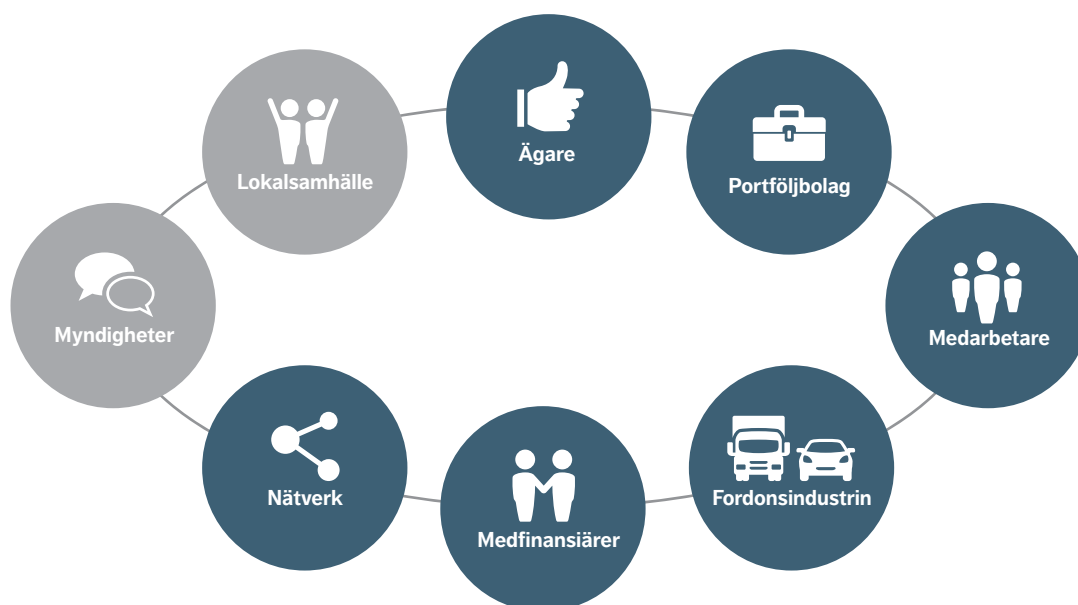 Ägare
Lokalsamhälle
Portföljbolag
Myndigheter
Medarbetare
Nätverk
Fordonsindustrin
Medfinansiärer